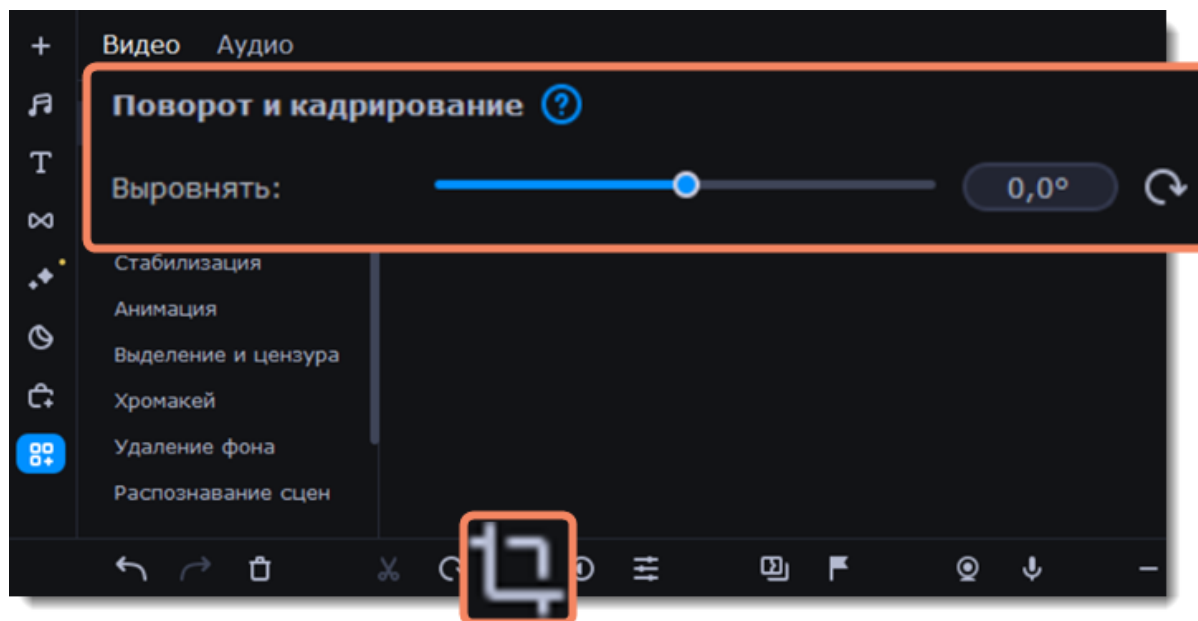 Видео Аудио
Поворот и кадрирование ?
Выровнять: 0,0°
Стабилизация
Анимация
Выделение и цензура
Хромакей
Удаление фона
Распознавание сцен